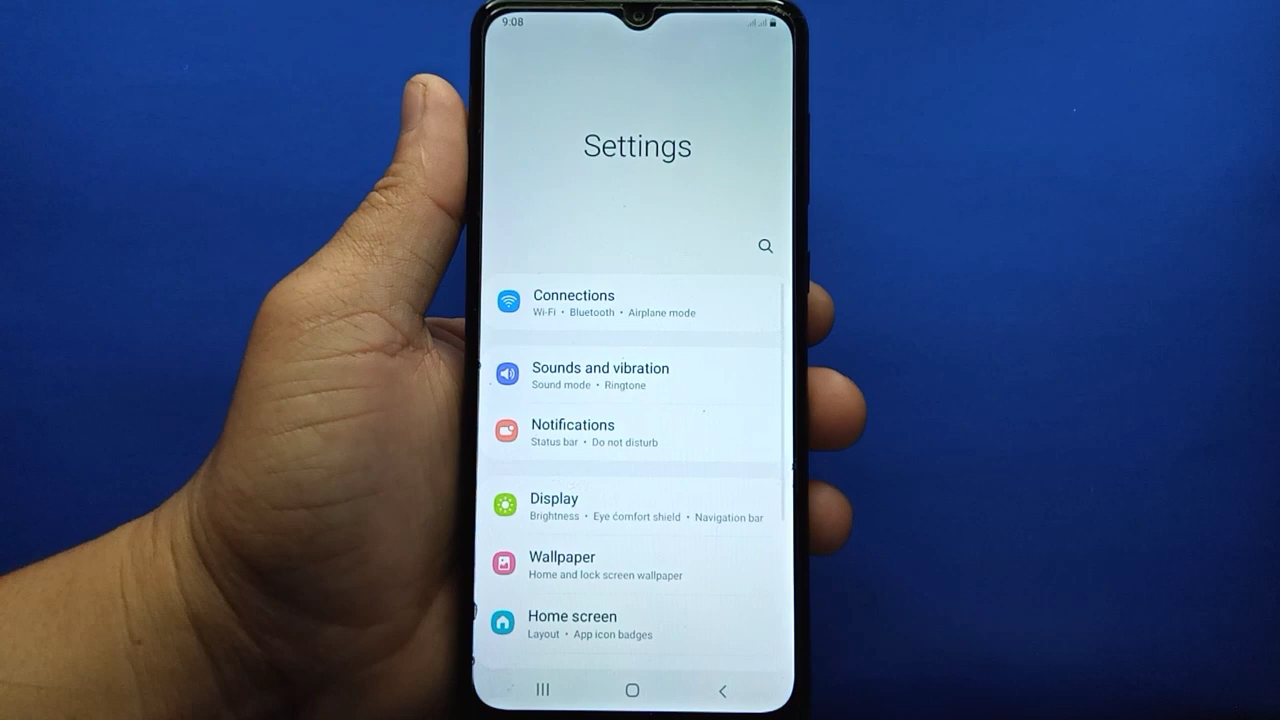 9:08
Settings
Connections
Wi-Fi • Bluetooth • Airplane mode
Sounds and vibration
Sound mode • Ringtone
Notifications
Status bar • Do not disturb
Display
Brightness • Eye comfort shield • Navigation bar
Wallpaper
Home and lock screen wallpaper
Home screen
Layout • App icon badges